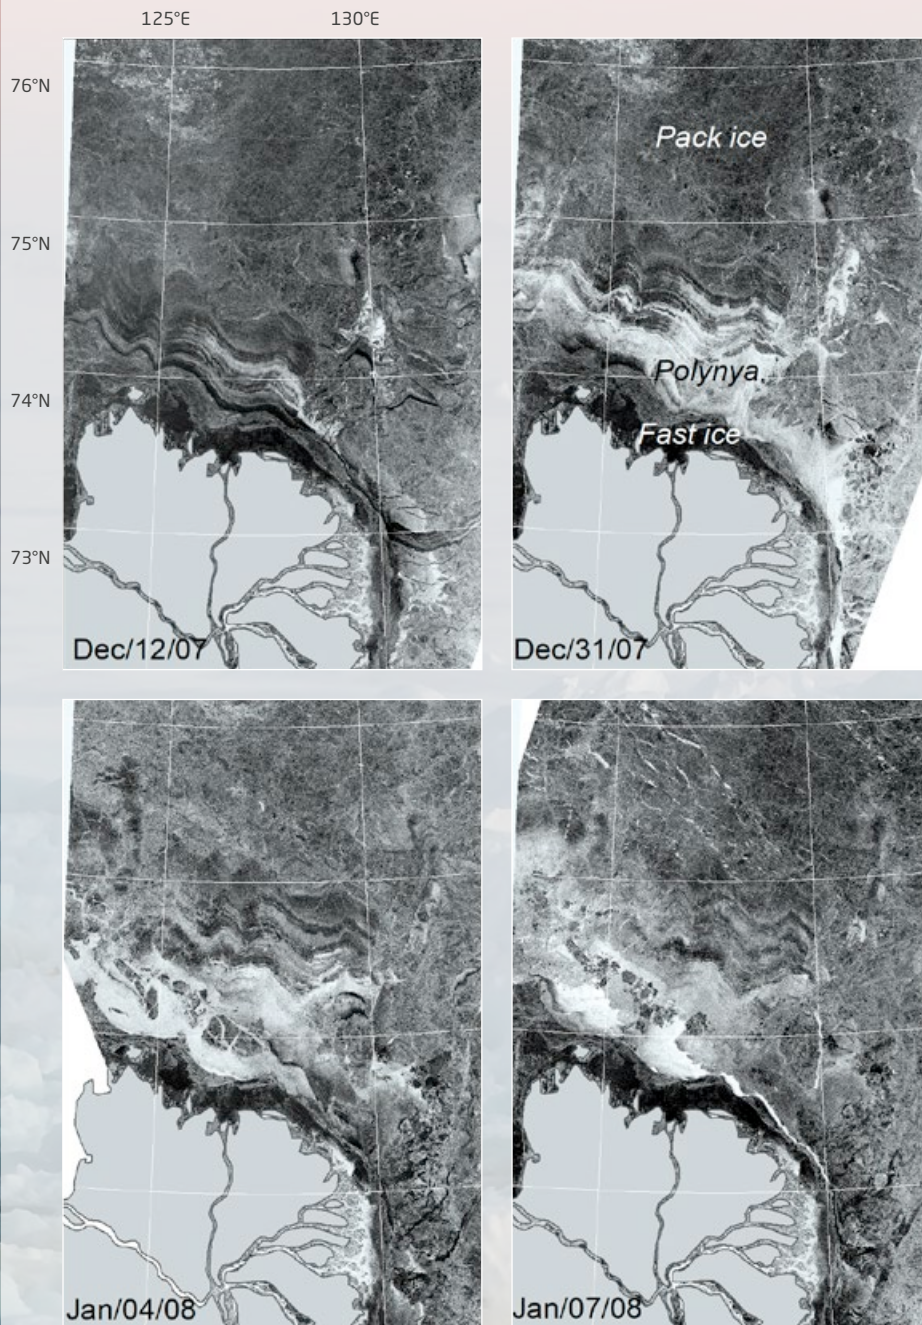 125°E 130°E
76°N
75°N
74°N
73°N
Pack ice
Polynya
Fast ice
Dec/12/07
Dec/31/07
Jan/04/08
Jan/07/08